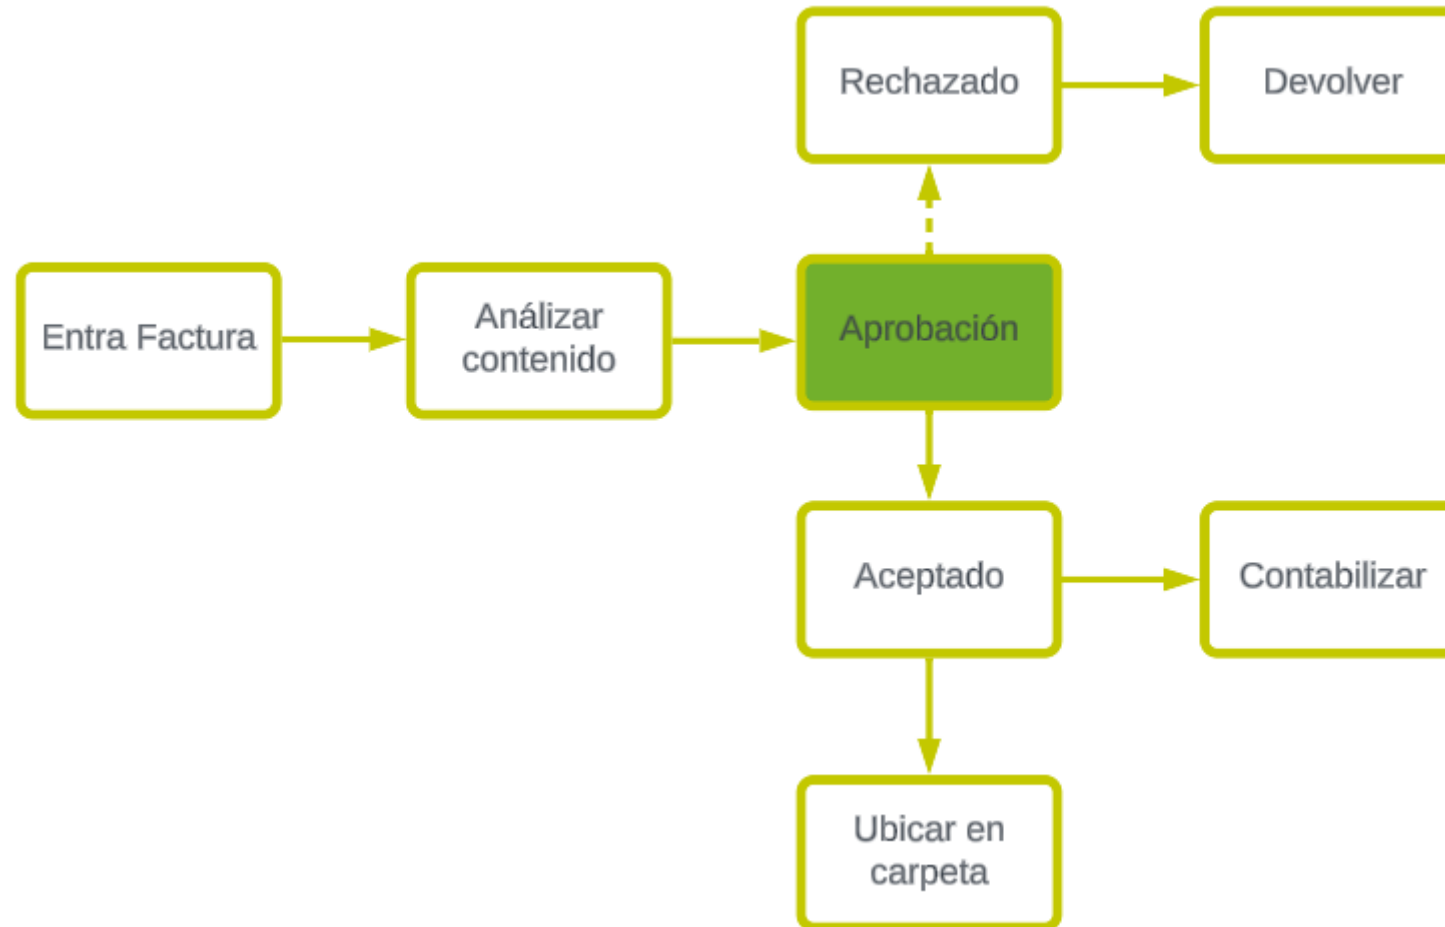 Rechazado
Devolver
Entra Factura
Análizar
contenido
Aprobación
Aceptado
Contabilizar
Ubicar en
carpeta